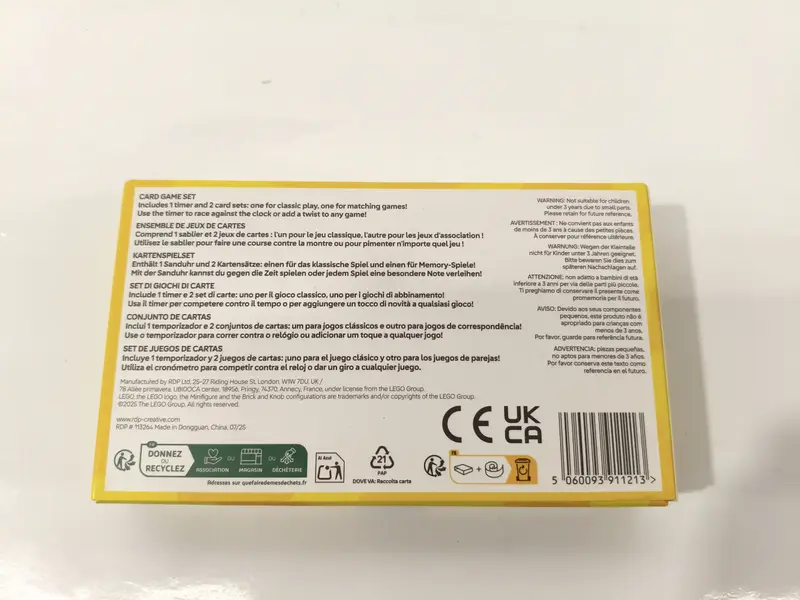 CARD GAME SET
Includes 1 timer and 2 card sets: one for classic play, one for matching games!
Use the timer to race against the clock or add a twist to any game!
ENSEMBLE DE JEUX DE CARTES
Comprend 1 sablier et 2 jeux de cartes : l'un pour le jeu classique, l'autre pour les jeux d'association !
Utilisez le sablier pour faire une course contre la montre ou pour pimenter n'importe quel jeu !
KARTENSPIELSET
Enthält 1 Sanduhr und 2 Kartensätze: einen für das klassische Spiel und einen für Memory-Spiele!
Mit der Sanduhr kannst du gegen die Zeit spielen oder jedem Spiel eine besondere Note verleihen!
SET DI GIOCHI DI CARTE
Include 1 timer e 2 set di carte: uno per il gioco classico, uno per i giochi di abbinamento!
Usa il timer per competere contro il tempo o per aggiungere un tocco di novità a qualsiasi gioco!
CONJUNTO DE CARTAS
Inclui 1 temporizador e 2 conjuntos de cartas: um para jogos clássicos e outro para jogos de correspondência!
Use o temporizador para correr contra o relógio ou adicionar um toque a qualquer jogo!
SET DE JUEGOS DE CARTAS
Incluye 1 temporizador y 2 juegos de cartas: ¡uno para el juego clásico y otro para los juegos de parejas!
Utiliza el cronómetro para competir contra el reloj o dar un giro a cualquier juego.
Manufactured by RDP Ltd, 25-27 Riding House St, London, W1W 7DU, UK /
78 Allée primavera, UBIDOCA center, 18956, Pringy, 74370, Annecy, France, under license from the LEGO Group.
LEGO, the LEGO logo, the Minifigure and the Brick and Knob configurations are trademarks and/or copyrights of the LEGO Group.
©2025 The LEGO Group. All rights reserved.
www.rdp-creative.com
RDP # 113264 Made in Dongguan, China. 07/25
WARNING: Not suitable for children
under 3 years due to small parts.
Please retain for future reference.
AVERTISSEMENT : Ne convient pas aux enfants
de moins de 3 ans à cause des petites pièces.
À conserver pour référence ultérieure.
WARNUNG: Wegen der Kleinteile
nicht für Kinder unter 3 Jahren geeignet.
Bitte bewaren Sie dies zum
späteren Nachschlagen auf.
ATTENZIONE: non adatto a bambini di età
inferiore a 3 anni per via delle parti più piccole.
Ti preghiamo di conservare il presente come
promemoria per il futuro.
AVISO: Devido aos seus componentes
pequenos, este produto não é
apropriado para crianças com
menos de 3 anos.
Por favor, guarde para referência futura.
ADVERTENCIA: piezas pequeñas,
no aptos para menores de 3 años.
Por favor conserve este texto como
referencia en el futuro.
CE
UK
CA
FR
DONNEZ
OU
RECYCLEZ
ASSOCIATION
OU
MAGASIN
OU
DÉCHÈTERIE
Adresses sur quefairedemesdechets.fr
21
PAP
DOVE VA: Raccolta carta
FR
+
5 060093 911213 >